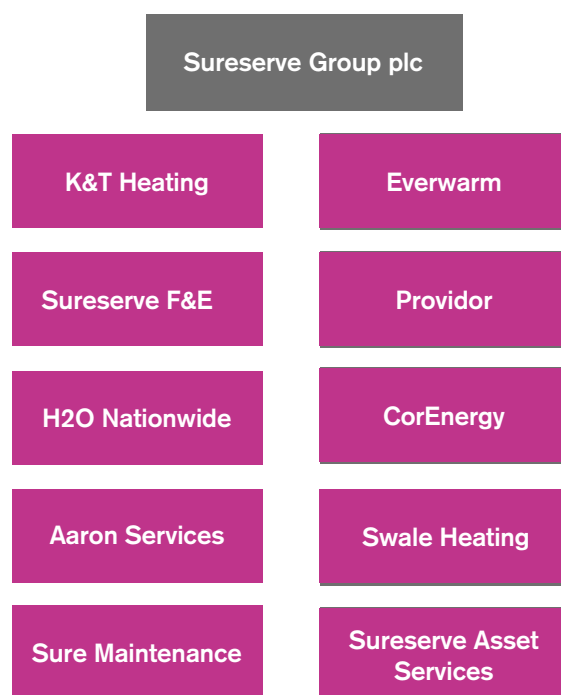 Sureserve Group plc
K&T Heating
Everwarm
Sureserve F&E
Providor
H2O Nationwide
CorEnergy
Aaron Services
Swale Heating
Sure Maintenance
Sureserve Asset
Services